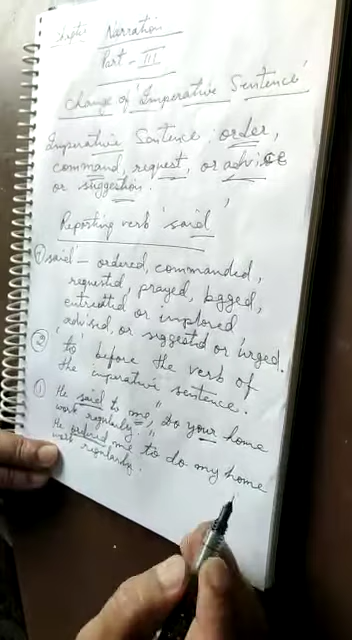 Chapter Narration
Part - III
Change of 'Imperative Sentence'
Imperative Sentence: order,
command, request, or advice
or suggestion.
Reporting verb 'said'
① 'said' - ordered, commanded,
requested, prayed, begged,
entreated or implored,
advised, or suggestd or urged.
② 'to' before the verb of
the imperative sentence.
① He said to me, "Do your home
work regularly."
He me to do my home
work regularly.